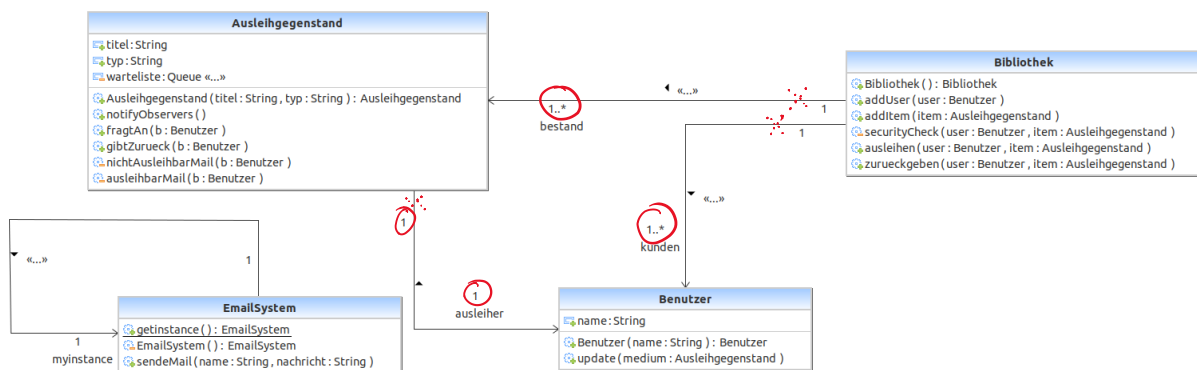 Ausleihgegenstand
titel : String
typ : String
warteliste : Queue «...»
Ausleihgegenstand ( titel : String , typ : String ) : Ausleihgegenstand
notifyObservers ( )
fragtAn ( b : Benutzer )
gibtZurueck ( b : Benutzer )
nichtAusleihbarMail ( b : Benutzer )
ausleihbarMail ( b : Benutzer )
Bibliothek
Bibliothek ( ) : Bibliothek
addUser ( user : Benutzer )
addItem ( item : Ausleihgegenstand )
securityCheck ( user : Benutzer , item : Ausleihgegenstand )
ausleihen ( user : Benutzer , item : Ausleihgegenstand )
zurueckgeben ( user : Benutzer , item : Ausleihgegenstand )
«...»
1..*
1
bestand
1
«...»
1..*
kunden
1
1
ausleiher
«...»
1
1
myinstance
EmailSystem
getinstance ( ) : EmailSystem
EmailSystem ( ) : EmailSystem
sendeMail ( name : String , nachricht : String )
Benutzer
name : String
Benutzer ( name : String ) : Benutzer
update ( medium : Ausleihgegenstand )